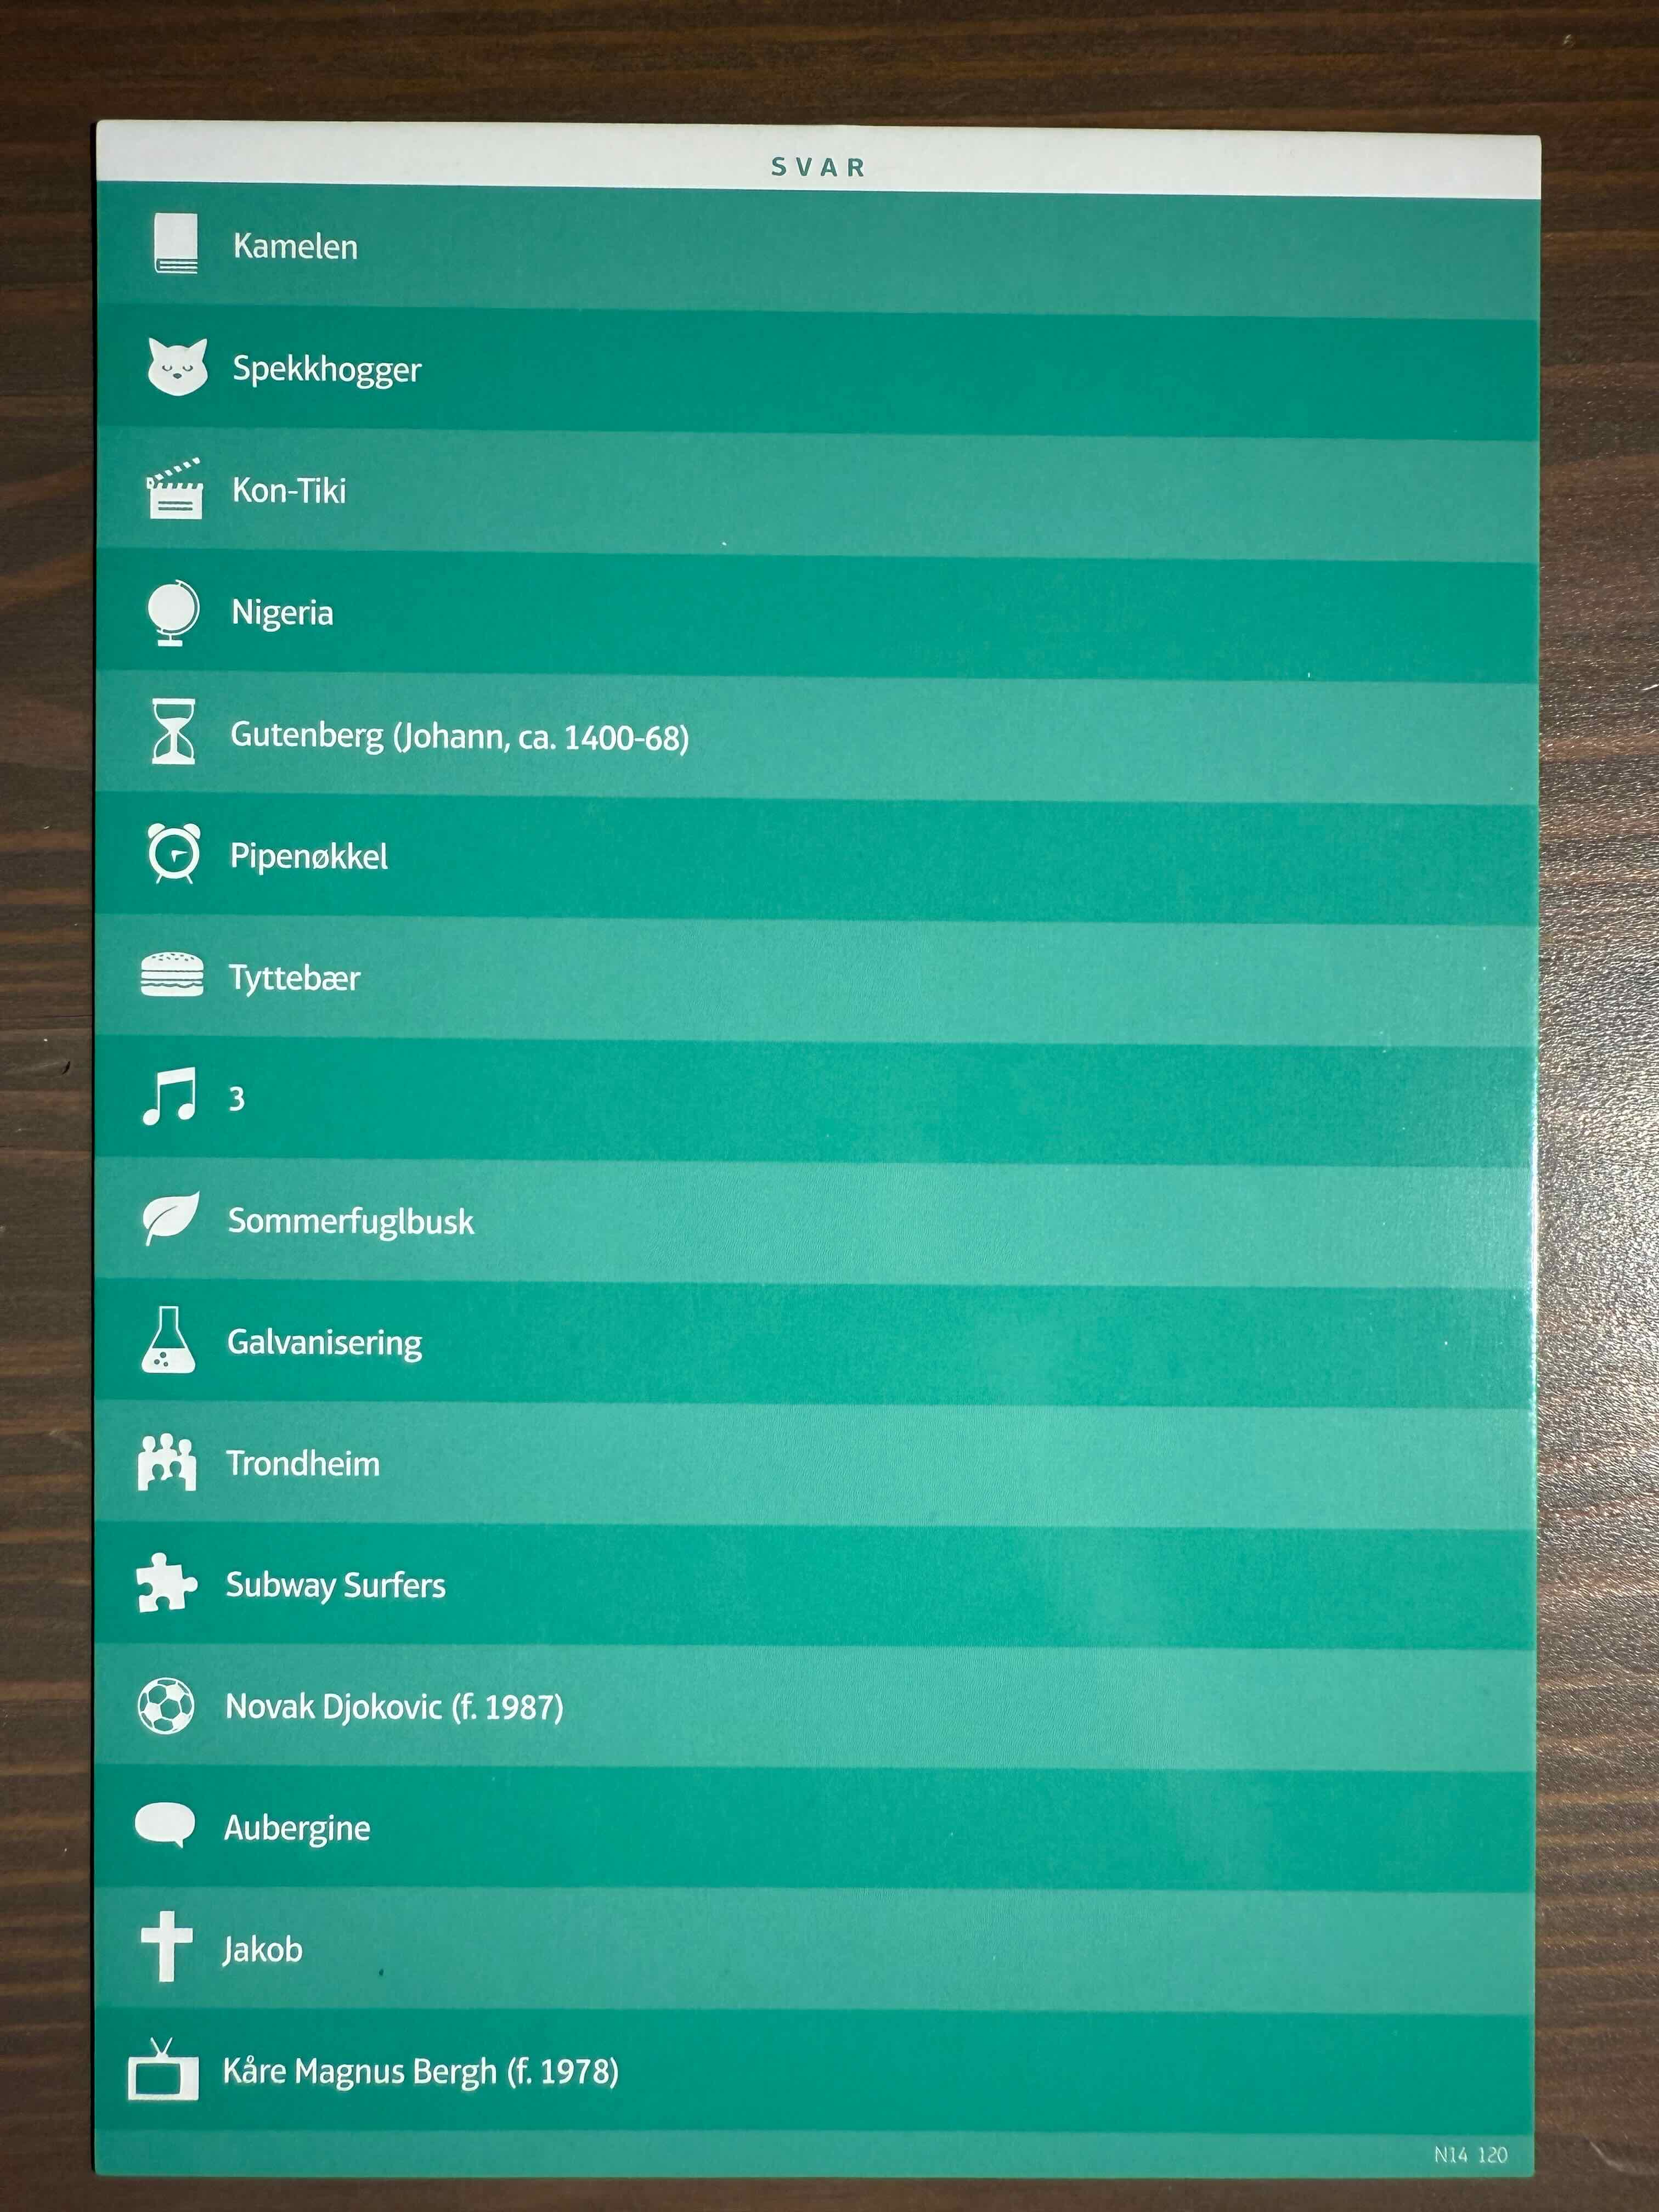 SVAR
Kamelen
Spekkhogger
Kon-Tiki
Nigeria
Gutenberg (Johann, ca. 1400-68)
Pipenøkkel
Tyttebær
3
Sommerfuglbusk
Galvanisering
Trondheim
Subway Surfers
Novak Djokovic (f. 1987)
Aubergine
Jakob
Kåre Magnus Bergh (f. 1978)
N14 120